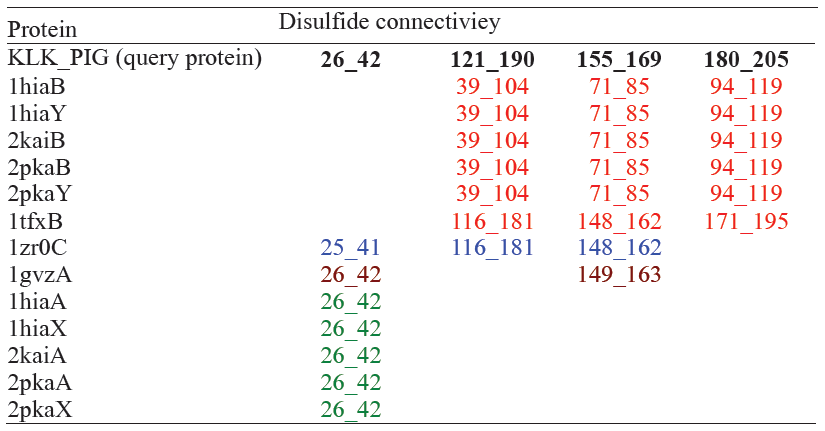 Protein Disulfide connectiviey
KLK_PIG (query protein) 26_42 121_190 155_169 180_205
1hiaB 39_104 71_85 94_119
1hiaY 39_104 71_85 94_119
2kaiB 39_104 71_85 94_119
2pkaB 39_104 71_85 94_119
2pkaY 39_104 71_85 94_119
1tfxB 116_181 148_162 171_195
1zr0C 25_41 116_181 148_162
1gvzA 26_42 149_163
1hiaA 26_42
1hiaX 26_42
2kaiA 26_42
2pkaA 26_42
2pkaX 26_42